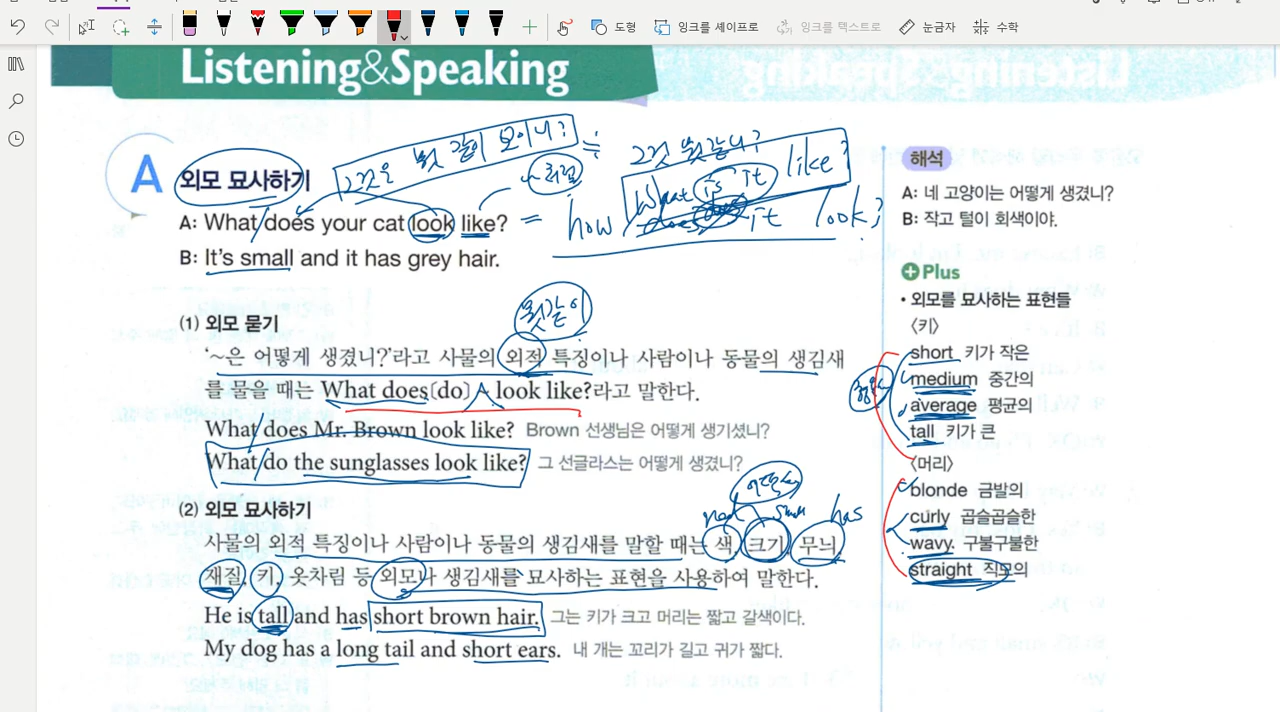 도형
잉크를 셰이프로
잉크를 텍스트로
눈금자
수학
Listening&Speaking
그것은 뭣 같이 보이니? ≒ 그것 뭣같니?
처럼
What is it like?
A 외모 묘사하기
A: What does your cat look like? = how does it look?
B: It's small and it has grey hair.
뭣같이
(1) 외모 묻기
'~은 어떻게 생겼니?'라고 사물의 외적 특징이나 사람이나 동물의 생김새
를 물을 때는 What does(do) ~ look like?라고 말한다.
What does Mr. Brown look like? Brown 선생님은 어떻게 생기셨니?
What do the sunglasses look like? 그 선글라스는 어떻게 생겼니?
(2) 외모 묘사하기
small has
사물의 외적 특징이나 사람이나 동물의 생김새를 말할 때는 색, 크기, 무늬,
재질, 키, 옷차림 등 외모나 생김새를 묘사하는 표현을 사용하여 말한다.
He is tall and has short brown hair. 그는 키가 크고 머리는 짧고 갈색이다.
My dog has a long tail and short ears. 내 개는 꼬리가 길고 귀가 짧다.
해석
A: 네 고양이는 어떻게 생겼니?
B: 작고 털이 회색이야.
Plus
• 외모를 묘사하는 표현들
〈키〉
short 키가 작은
medium 중간의
average 평균의
tall 키가 큰
〈머리〉
blonde 금발의
curly 곱슬곱슬한
wavy 구불구불한
straight 직모의